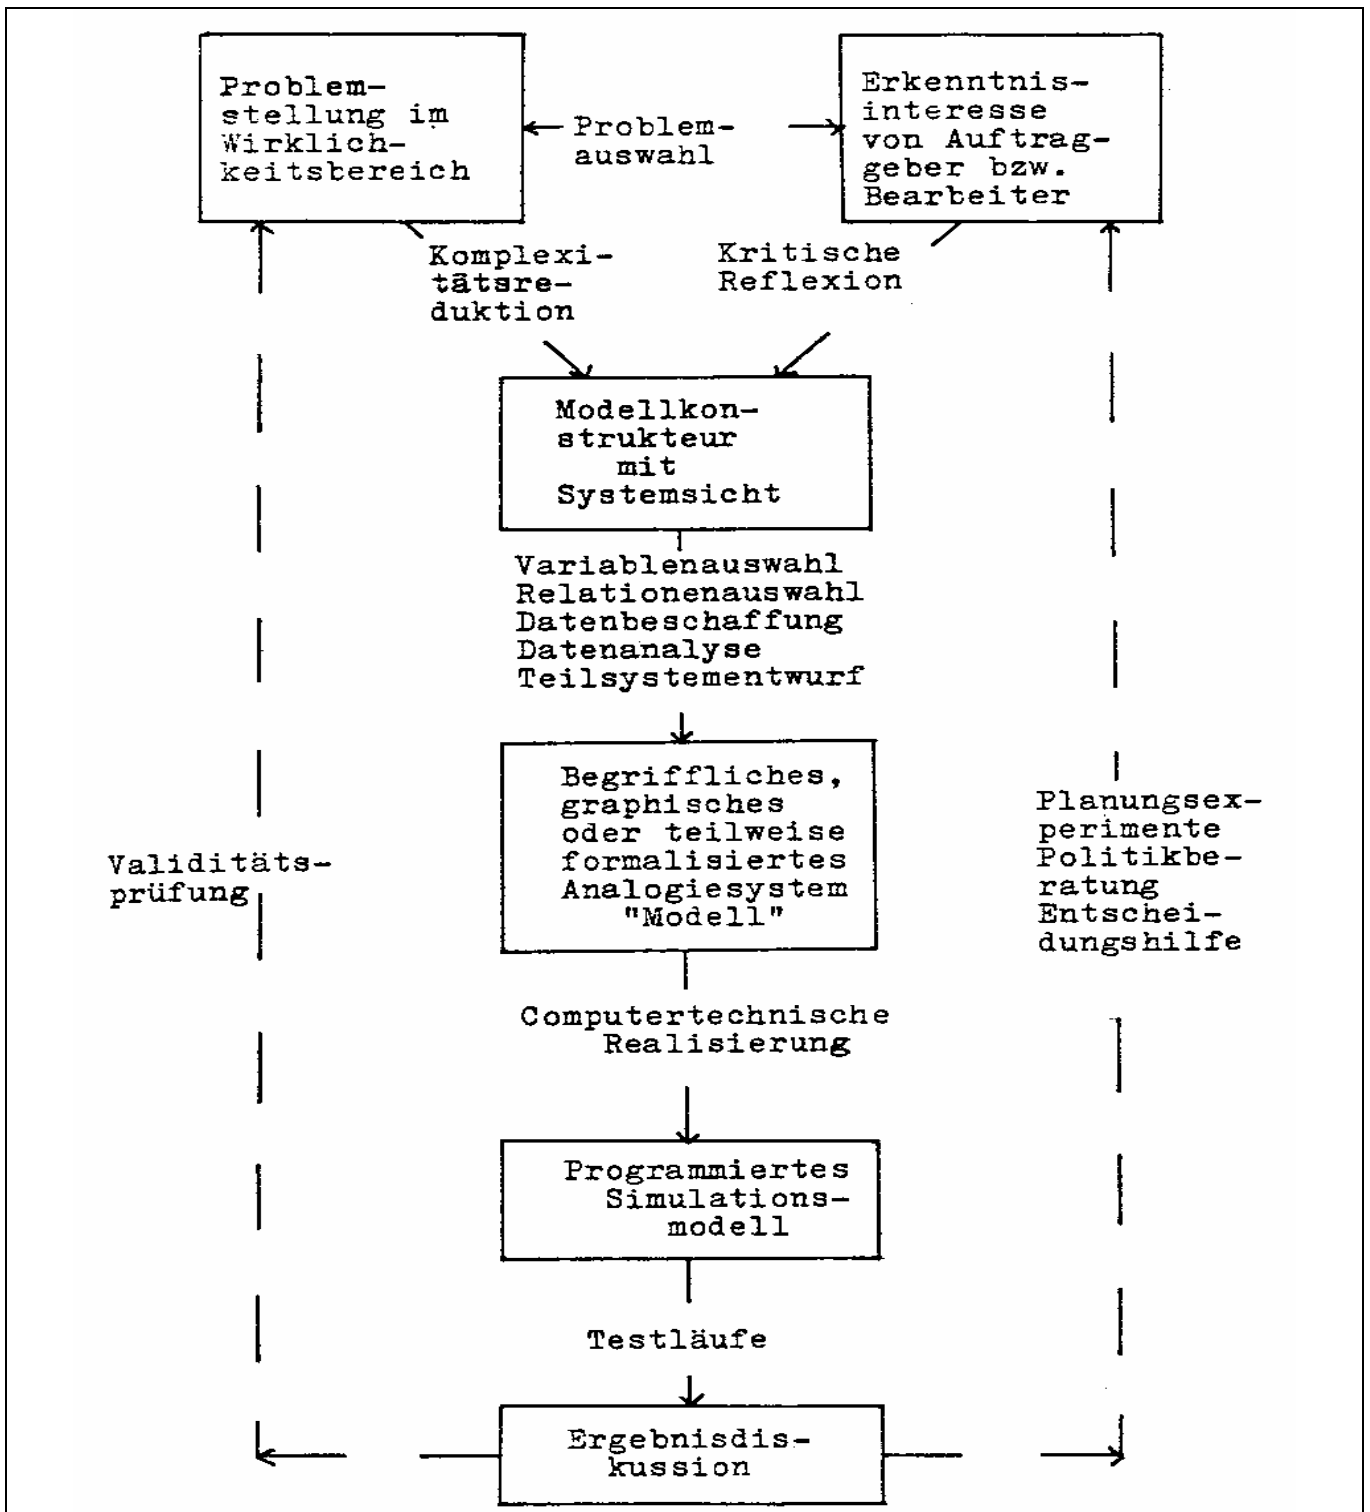 Problem-
stellung im
Wirklich-
keitsbereich
Problem-
auswahl
Erkenntnis-
interesse
von Auftrag-
geber bzw.
Bearbeiter
Komplexi-
tätsre-
duktion
Kritische
Reflexion
Modellkon-
strukteur
mit
Systemsicht
Variablenauswahl
Relationenauswahl
Datenbeschaffung
Datenanalyse
Teilsystementwurf
Begriffliches,
graphisches
oder teilweise
formalisiertes
Analogiesystem
"Modell"
Validitäts-
prüfung
Planungsex-
perimente
Politikbe-
ratung
Entschei-
dungshilfe
Computertechnische
Realisierung
Programmiertes
Simulations-
modell
Testläufe
Ergebnisdis-
kussion